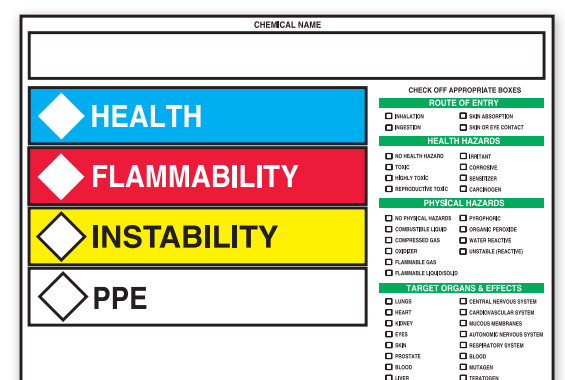 CHEMICAL NAME
HEALTH
FLAMMABILITY
INSTABILITY
PPE
CHECK OFF APPROPRIATE BOXES
ROUTE OF ENTRY
INHALATION SKIN ABSORPTION
INGESTION SKIN OR EYE CONTACT
HEALTH HAZARDS
NO HEALTH HAZARD IRRITANT
TOXIC CORROSIVE
HIGHLY TOXIC SENSITIZER
REPRODUCTIVE TOXIC CARCINOGEN
PHYSICAL HAZARDS
NO PHYSICAL HAZARDS PYROPHORIC
COMBUSTIBLE LIQUID ORGANIC PEROXIDE
COMPRESSED GAS WATER REACTIVE
OXIDIZER UNSTABLE (REACTIVE)
FLAMMABLE GAS
FLAMMABLE LIQUID/SOLID
TARGET ORGANS & EFFECTS
LUNGS CENTRAL NERVOUS SYSTEM
HEART CARDIOVASCULAR SYSTEM
KIDNEY MUCOUS MEMBRANES
EYES AUTONOMIC NERVOUS SYSTEM
SKIN RESPIRATORY SYSTEM
PROSTATE BLOOD
BLOOD MUTAGEN
LIVER TERATOGEN